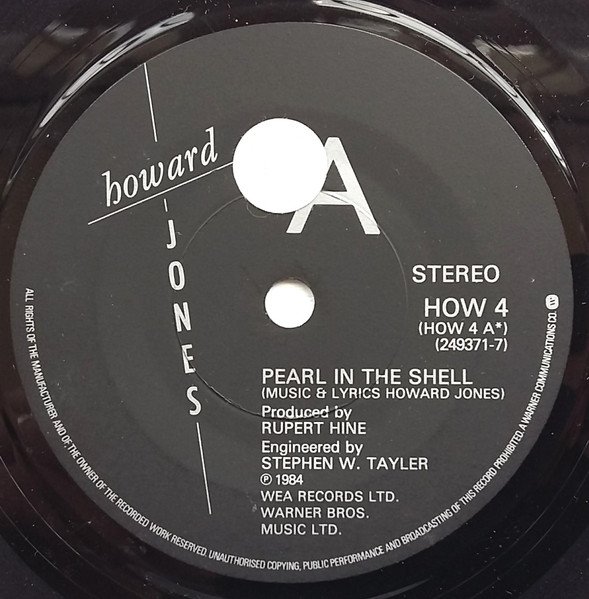 howard
JONES
A
STEREO
HOW 4
(HOW 4 A*)
(249371-7)
PEARL IN THE SHELL
(MUSIC & LYRICS HOWARD JONES)
Produced by
RUPERT HINE
Engineered by
STEPHEN W. TAYLER
Ⓟ 1984
WEA RECORDS LTD.
WARNER BROS.
MUSIC LTD.
ALL RIGHTS OF THE MANUFACTURER AND OF THE OWNER OF THE RECORDED WORK RESERVED. UNAUTHORISED COPYING, PUBLIC PERFORMANCE AND BROADCASTING OF THIS RECORD PROHIBITED. A WARNER COMMUNICATIONS CO.